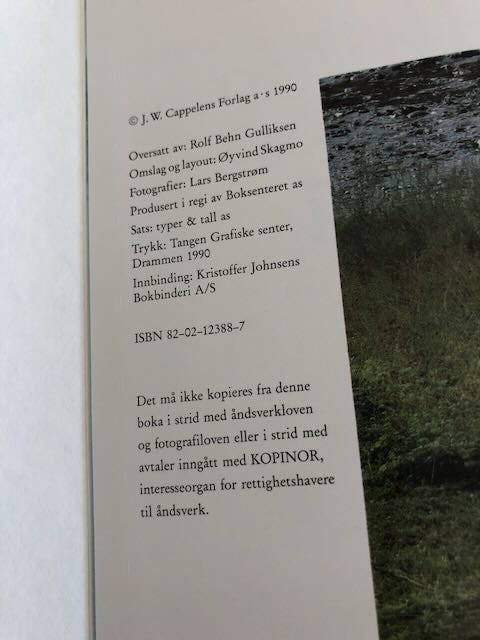 © J. W. Cappelens Forlag a·s 1990
Oversatt av: Rolf Behn Gulliksen
Omslag og layout: Øyvind Skagmo
Fotografier: Lars Bergstrøm
Produsert i regi av Boksenteret as
Sats: typer & tall as
Trykk: Tangen Grafiske senter,
Drammen 1990
Innbinding: Kristoffer Johnsens
Bokbinderi A/S
ISBN 82–02–12388–7
Det må ikke kopieres fra denne
boka i strid med åndsverkloven
og fotografiloven eller i strid med
avtaler inngått med KOPINOR,
interesseorgan for rettighetshavere
til åndsverk.